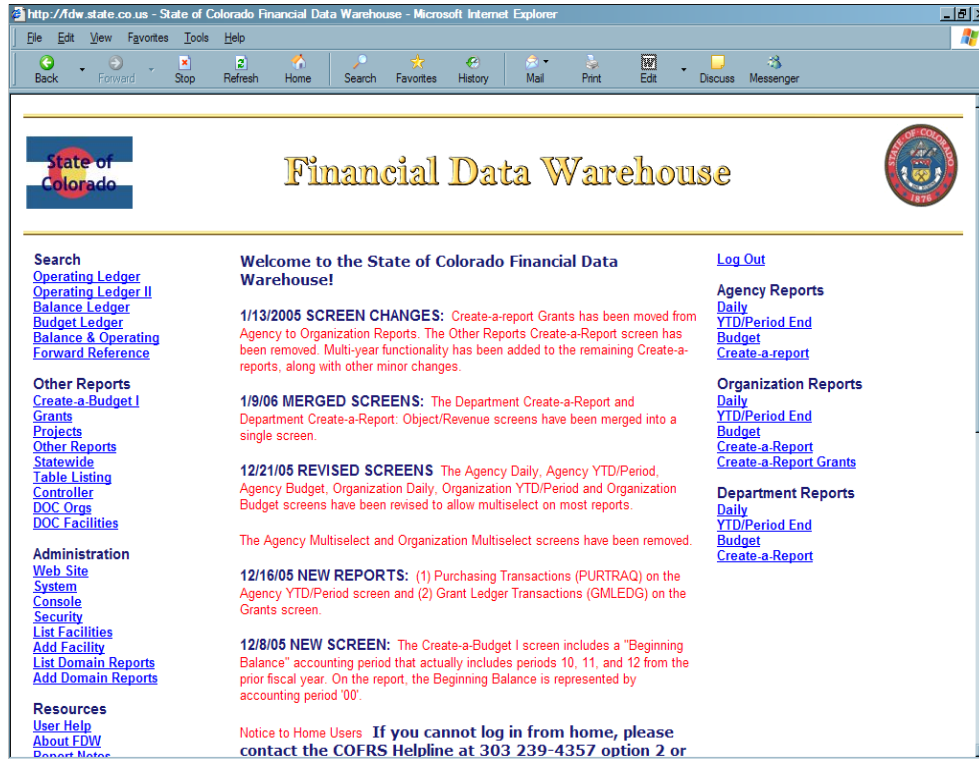 http://fdw.state.co.us - State of Colorado Financial Data Warehouse - Microsoft Internet Explorer
File Edit View Favorites Tools Help
Back Forward Stop Refresh Home Search Favorites History Mail Print Edit Discuss Messenger
State of
Colorado
Financial Data Warehouse
STATE OF COLORADO
1876
Search
Operating Ledger
Operating Ledger II
Balance Ledger
Budget Ledger
Balance & Operating
Forward Reference
Other Reports
Create-a-Budget I
Grants
Projects
Other Reports
Statewide
Table Listing
Controller
DOC Orgs
DOC Facilities
Administration
Web Site
System
Console
Security
List Facilities
Add Facility
List Domain Reports
Add Domain Reports
Resources
User Help
About FDW
Report Notes
Welcome to the State of Colorado Financial Data
Warehouse!
1/13/2005 SCREEN CHANGES: Create-a-report Grants has been moved from
Agency to Organization Reports. The Other Reports Create-a-Report screen has
been removed. Multi-year functionality has been added to the remaining Create-a-
reports, along with other minor changes.
1/9/06 MERGED SCREENS: The Department Create-a-Report and
Department Create-a-Report: Object/Revenue screens have been merged into a
single screen.
12/21/05 REVISED SCREENS The Agency Daily, Agency YTD/Period,
Agency Budget, Organization Daily, Organization YTD/Period and Organization
Budget screens have been revised to allow multiselect on most reports.
The Agency Multiselect and Organization Multiselect screens have been removed.
12/16/05 NEW REPORTS: (1) Purchasing Transactions (PURTRAQ) on the
Agency YTD/Period screen and (2) Grant Ledger Transactions (GMLEDG) on the
Grants screen.
12/8/05 NEW SCREEN: The Create-a-Budget I screen includes a "Beginning
Balance" accounting period that actually includes periods 10, 11, and 12 from the
prior fiscal year. On the report, the Beginning Balance is represented by
accounting period '00'.
Notice to Home Users If you cannot log in from home, please
contact the COFRS Helpline at 303 239-4357 option 2 or
Log Out
Agency Reports
Daily
YTD/Period End
Budget
Create-a-report
Organization Reports
Daily
YTD/Period End
Budget
Create-a-Report
Create-a-Report Grants
Department Reports
Daily
YTD/Period End
Budget
Create-a-Report